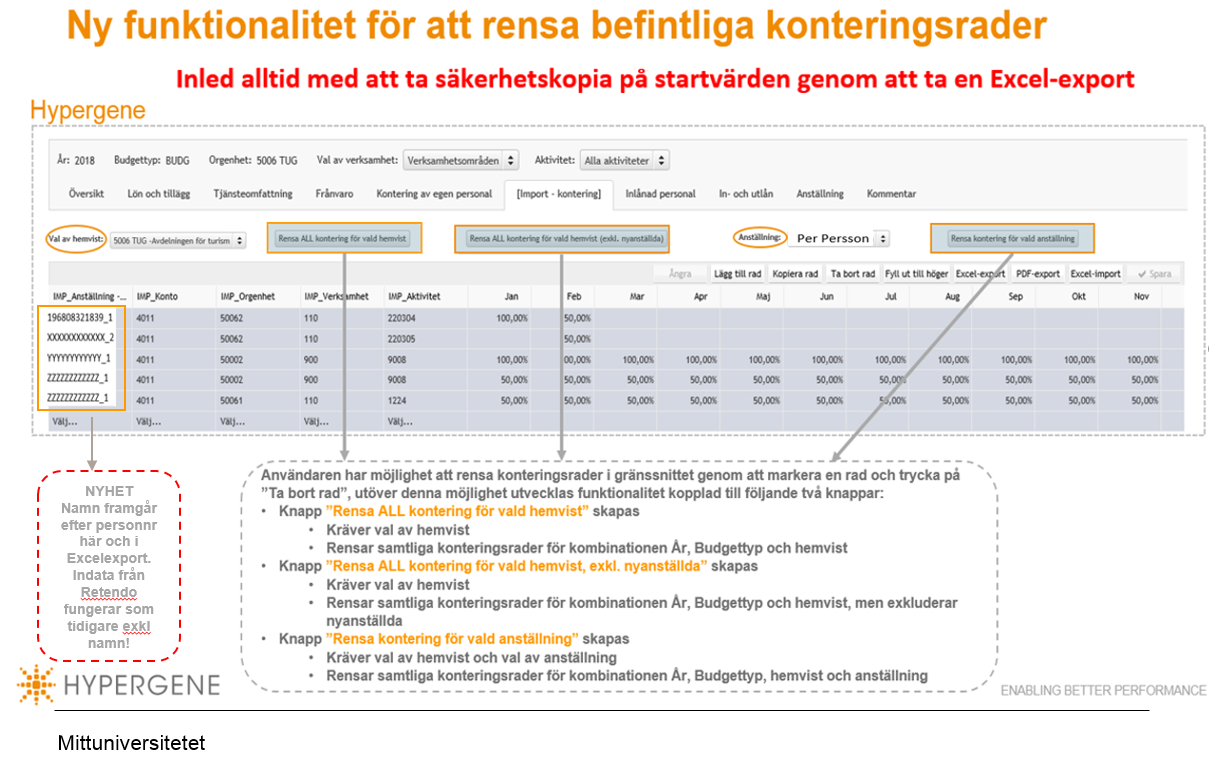 Ny funktionalitet för att rensa befintliga konteringsrader
Inled alltid med att ta säkerhetskopia på startvärden genom att ta en Excel-export
Hypergene
År: 2018 Budgettyp: BUDG Orgenhet: 5006 TUG Val av verksamhet: Verksamhetsområden Aktivitet: Alla aktiviteter
Översikt Lön och tillägg Tjänsteomfattning Frånvaro Kontering av egen personal [Import - kontering] Inlånad personal In- och utlån Anställning Kommentar
Val av hemvist: 5006 TUG -Avdelningen för turism Rensa ALL kontering för vald hemvist Rensa ALL kontering för vald hemvist (exkl. nyanställda) Anställning: Per Persson Rensa kontering för vald anställning
Ångra Lägg till rad Kopiera rad Ta bort rad Fyll ut till höger Excel-export PDF-export Excel-import Spara
IMP_Anställning -... IMP_Konto IMP_Orgenhet IMP_Verksamhet IMP_Aktivitet Jan Feb Mar Apr Maj Jun Jul Aug Sep Okt Nov
196808321839_1 4011 50062 110 220304 100,00% 50,00%
XXXXXXXXXXXX_2 4011 50062 110 220305 50,00%
YYYYYYYYYYYY_1 4011 50002 900 9008 100,00% 00,00% 100,00% 100,00% 100,00% 100,00% 100,00% 100,00% 100,00% 100,00% 100,00%
ZZZZZZZZZZZZ_1 4011 50002 900 9008 50,00% 50,00% 50,00% 50,00% 50,00% 50,00% 50,00% 50,00% 50,00% 50,00% 50,00%
ZZZZZZZZZZZZ_1 4011 50061 110 1224 50,00% 50,00% 50,00% 50,00% 50,00% 50,00% 50,00% 50,00% 50,00% 50,00% 50,00%
Välj... Välj... Välj... Välj... Välj...
NYHET
Namn framgår
efter personnr
här och i
Excelexport.
Indata från
Retendo
fungerar som
tidigare exkl
namn!
Användaren har möjlighet att rensa konteringsrader i gränssnittet genom att markera en rad och trycka på
”Ta bort rad”, utöver denna möjlighet utvecklas funktionalitet kopplad till följande två knappar:
• Knapp ”Rensa ALL kontering för vald hemvist” skapas
• Kräver val av hemvist
• Rensar samtliga konteringsrader för kombinationen År, Budgettyp och hemvist
• Knapp ”Rensa ALL kontering för vald hemvist, exkl. nyanställda” skapas
• Kräver val av hemvist
• Rensar samtliga konteringsrader för kombinationen År, Budgettyp och hemvist, men exkluderar
nyanställda
• Knapp ”Rensa kontering för vald anställning” skapas
• Kräver val av hemvist och val av anställning
• Rensar samtliga konteringsrader för kombinationen År, Budgettyp, hemvist och anställning
HYPERGENE
ENABLING BETTER PERFORMANCE
Mittuniversitetet